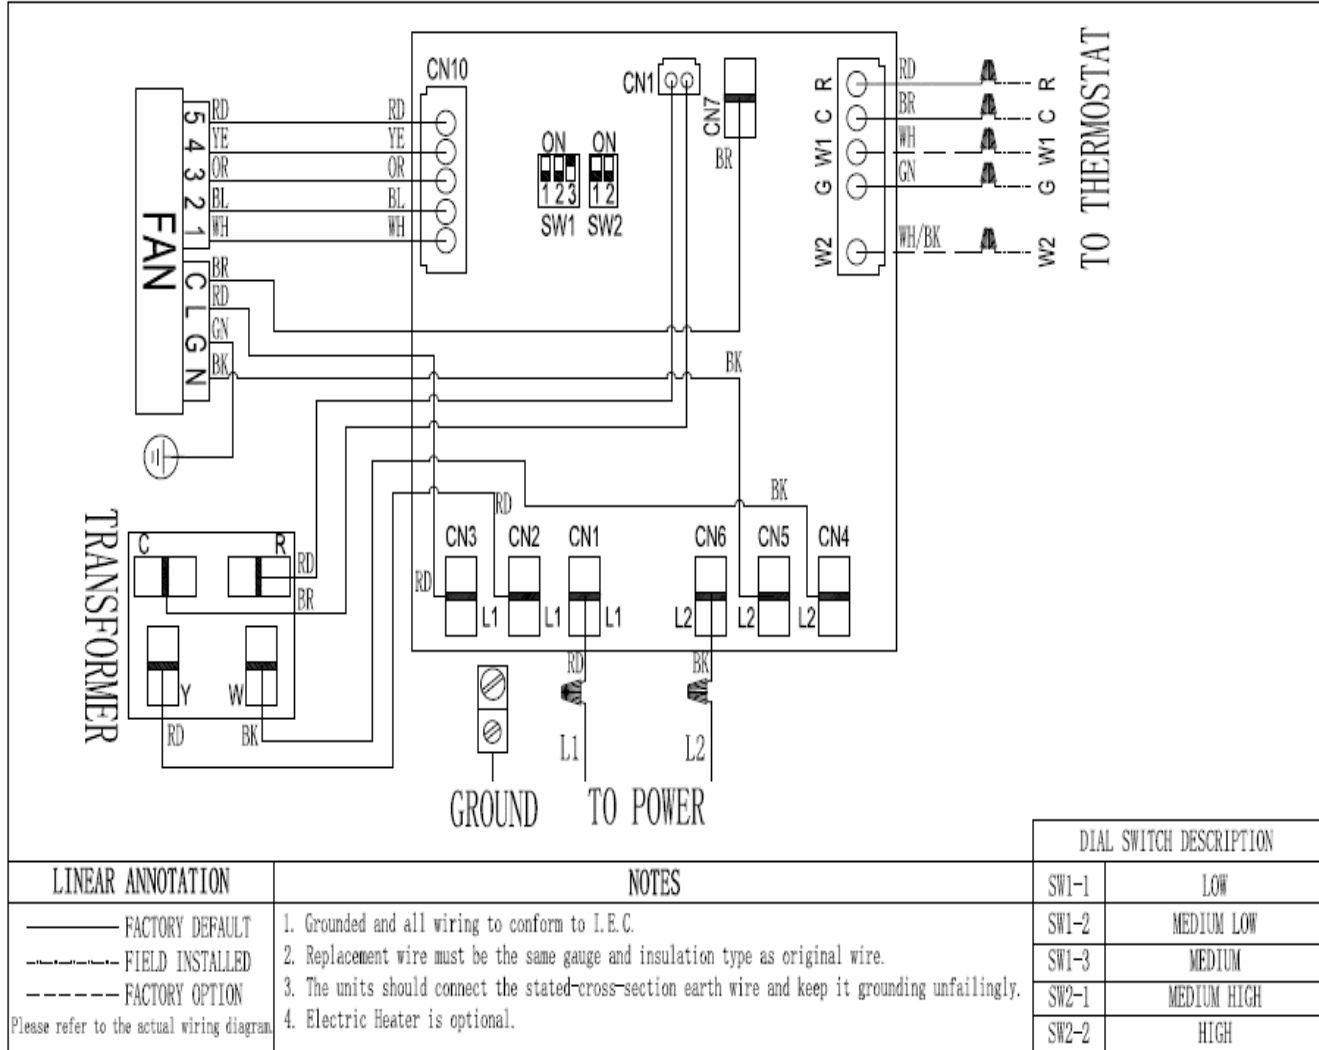 CN10
CN1
CN7
BR
FAN
5 RD RD
4 YE YE
3 OR OR
2 BL BL
1 WH WH
C BR
L RD
G GN
N BK
ON ON
1 2 3 1 2
SW1 SW2
R RD R
C BR C
W1 WH W1
G GN G
W2 WH/BK W2
TO THERMOSTAT
BK
BK
RD
TRANSFORMER
C R
RD
BR
Y W
RD BK
CN3 CN2 CN1 CN6 CN5 CN4
RD
L1 L1 L1 L2 L2 L2
RD BK
L1 L2
GROUND TO POWER
DIAL SWITCH DESCRIPTION
SW1-1 LOW
SW1-2 MEDIUM LOW
SW1-3 MEDIUM
SW2-1 MEDIUM HIGH
SW2-2 HIGH
LINEAR ANNOTATION
FACTORY DEFAULT
FIELD INSTALLED
FACTORY OPTION
Please refer to the actual wiring diagram.
NOTES
1. Grounded and all wiring to conform to I.E.C.
2. Replacement wire must be the same gauge and insulation type as original wire.
3. The units should connect the stated-cross-section earth wire and keep it grounding unfailingly.
4. Electric Heater is optional.